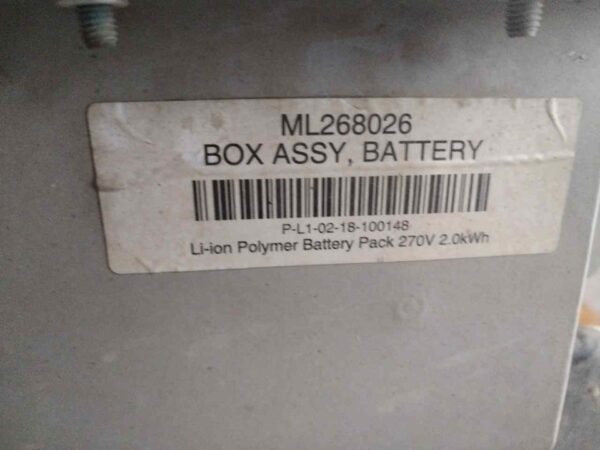 ML268026
BOX ASSY, BATTERY
P-L1-02-18-100148
Li-ion Polymer Battery Pack 270V 2.0kWh